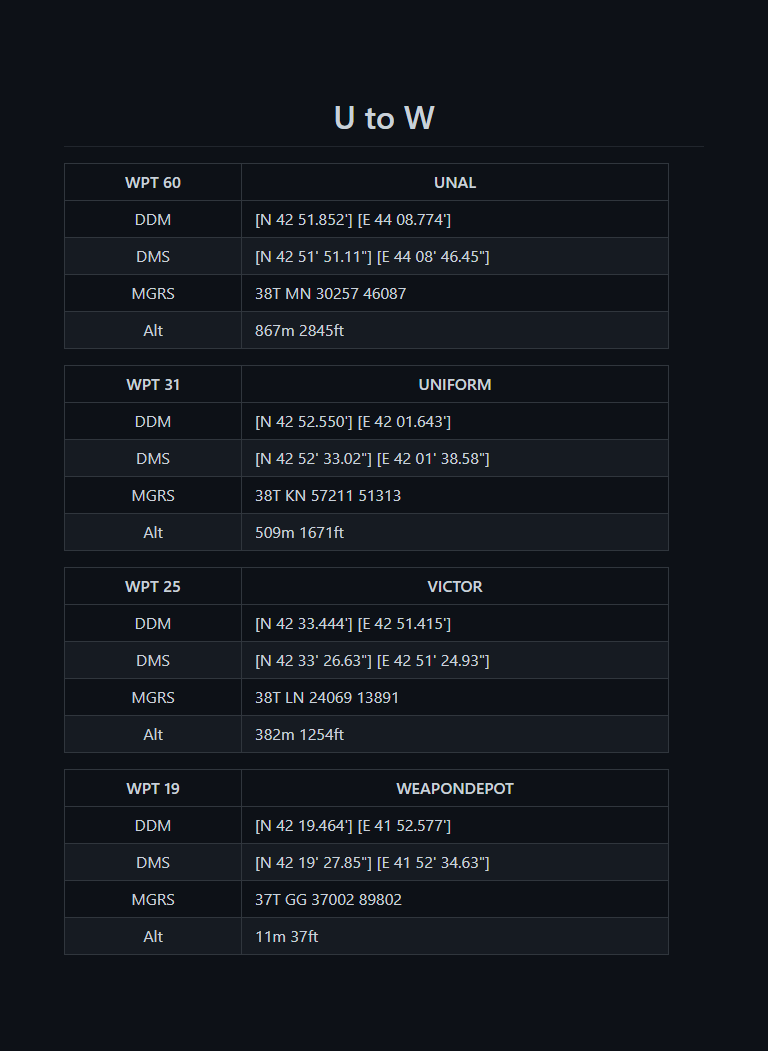 U to W
WPT 60 UNAL
DDM [N 42 51.852'] [E 44 08.774']
DMS [N 42 51' 51.11"] [E 44 08' 46.45"]
MGRS 38T MN 30257 46087
Alt 867m 2845ft
WPT 31 UNIFORM
DDM [N 42 52.550'] [E 42 01.643']
DMS [N 42 52' 33.02"] [E 42 01' 38.58"]
MGRS 38T KN 57211 51313
Alt 509m 1671ft
WPT 25 VICTOR
DDM [N 42 33.444'] [E 42 51.415']
DMS [N 42 33' 26.63"] [E 42 51' 24.93"]
MGRS 38T LN 24069 13891
Alt 382m 1254ft
WPT 19 WEAPONDEPOT
DDM [N 42 19.464'] [E 41 52.577']
DMS [N 42 19' 27.85"] [E 41 52' 34.63"]
MGRS 37T GG 37002 89802
Alt 11m 37ft